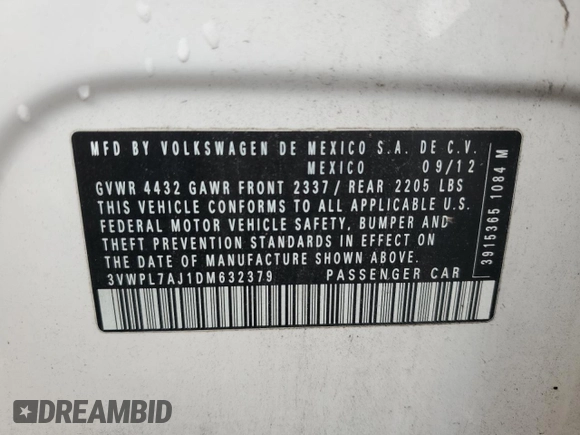 MFD BY VOLKSWAGEN DE MEXICO S.A. DE C.V.
MEXICO 09/12
GVWR 4432 GAWR FRONT 2337/ REAR 2205 LBS
THIS VEHICLE CONFORMS TO ALL APPLICABLE U.S.
FEDERAL MOTOR VEHICLE SAFETY, BUMPER AND
THEFT PREVENTION STANDARDS IN EFFECT ON
THE DATE OF MANUFACTURE SHOWN ABOVE.
3VWPL7AJ1DM632379 PASSENGER CAR
3915365 1084 M
DREAMBID